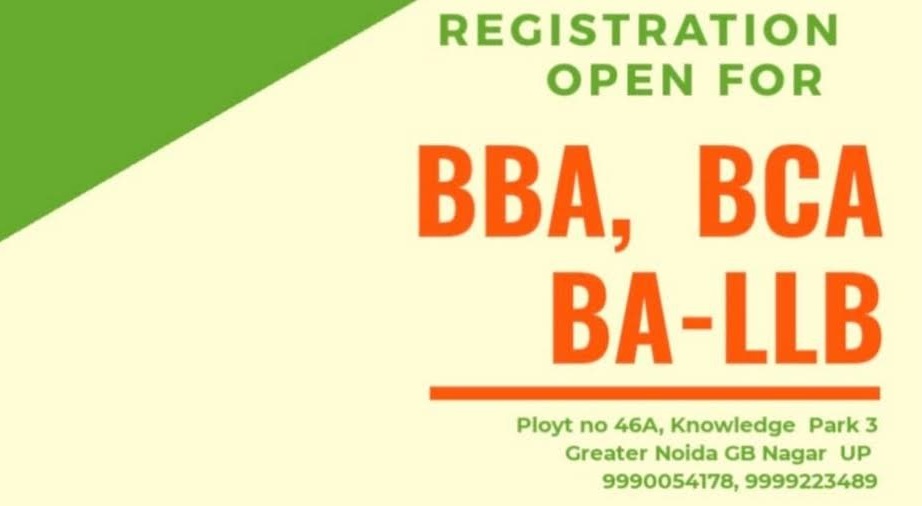 REGISTRATION
OPEN FOR
BBA, BCA
BA-LLB
Ployt no 46A, Knowledge Park 3
Greater Noida GB Nagar UP
9990054178, 9999223489